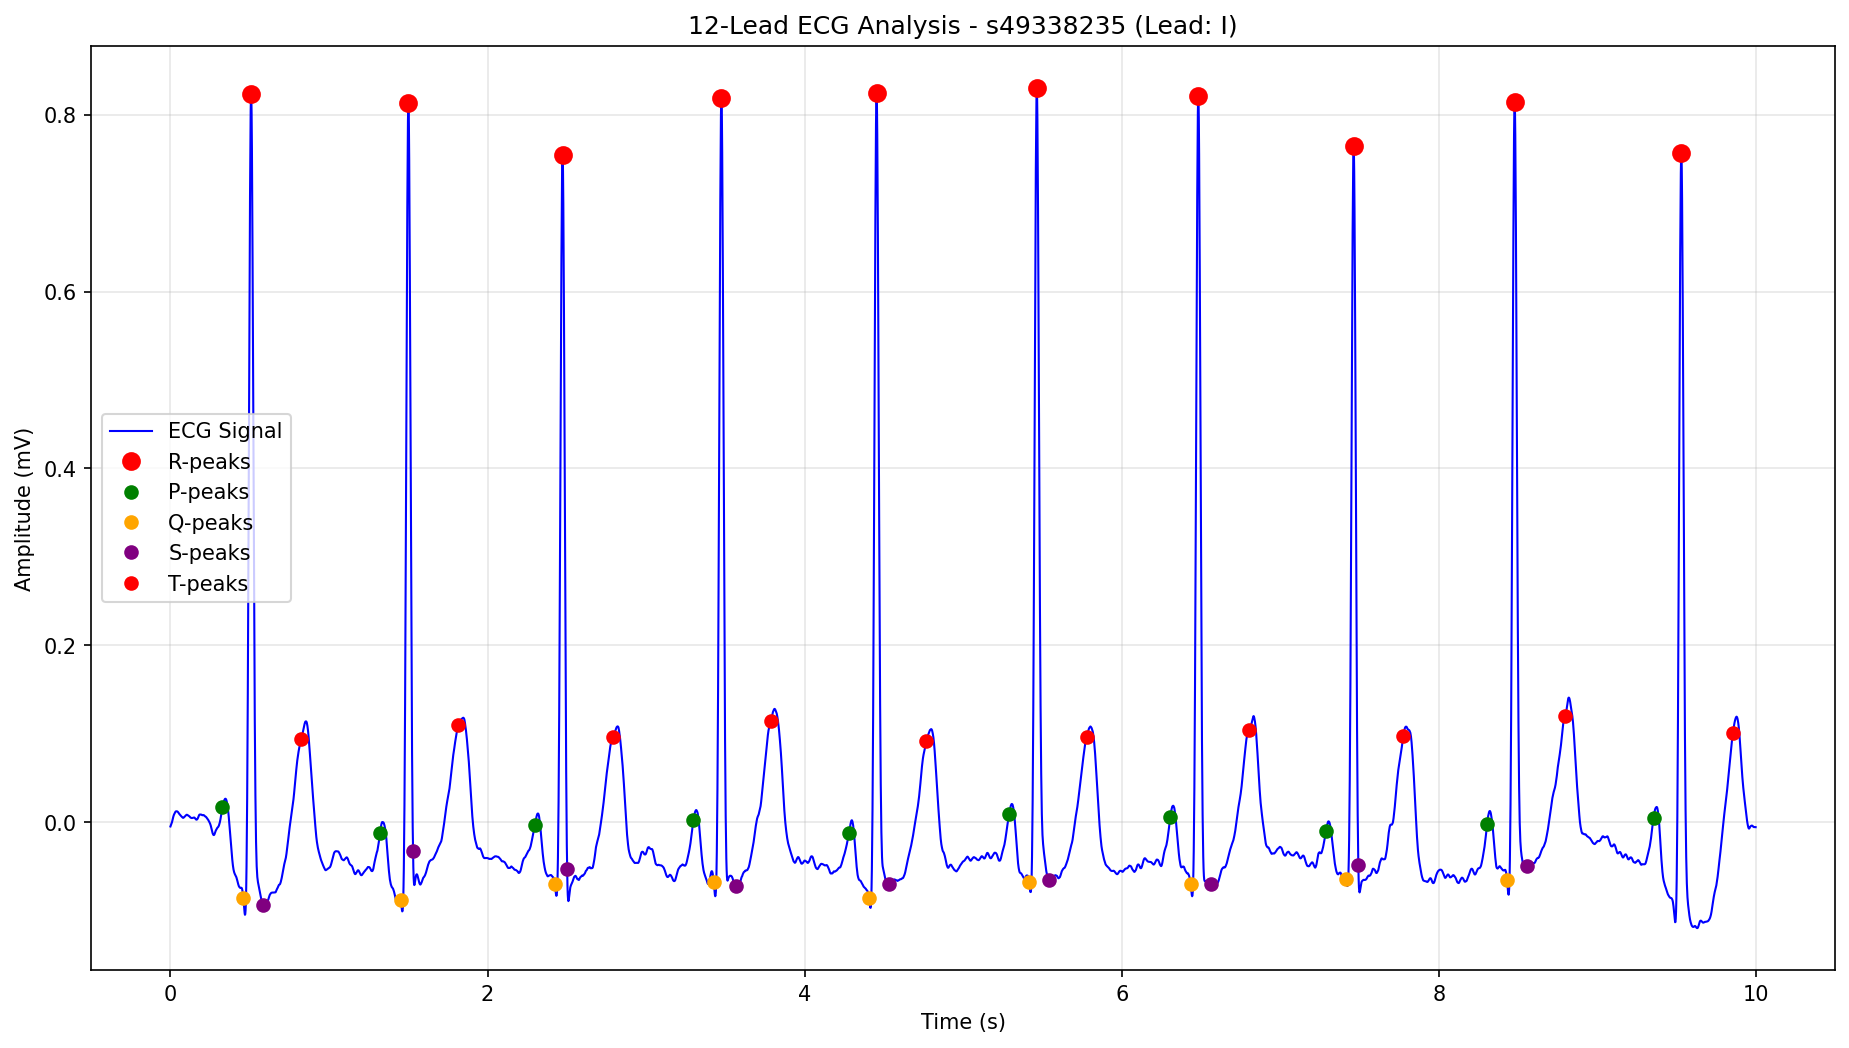 12-Lead ECG Analysis - s49338235 (Lead: I)
Amplitude (mV)
0.8
0.6
0.4
0.2
0.0
ECG Signal
R-peaks
P-peaks
Q-peaks
S-peaks
T-peaks
0 2 4 6 8 10
Time (s)